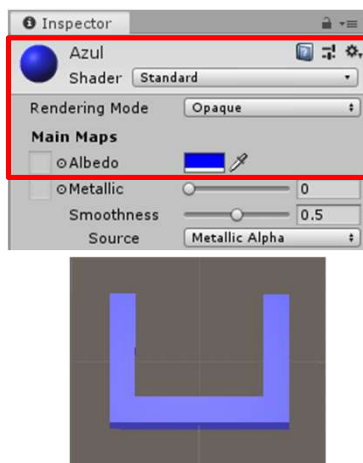 Inspector
Azul
Shader Standard
Rendering Mode Opaque
Main Maps
Albedo
Metallic 0
Smoothness 0.5
Source Metallic Alpha